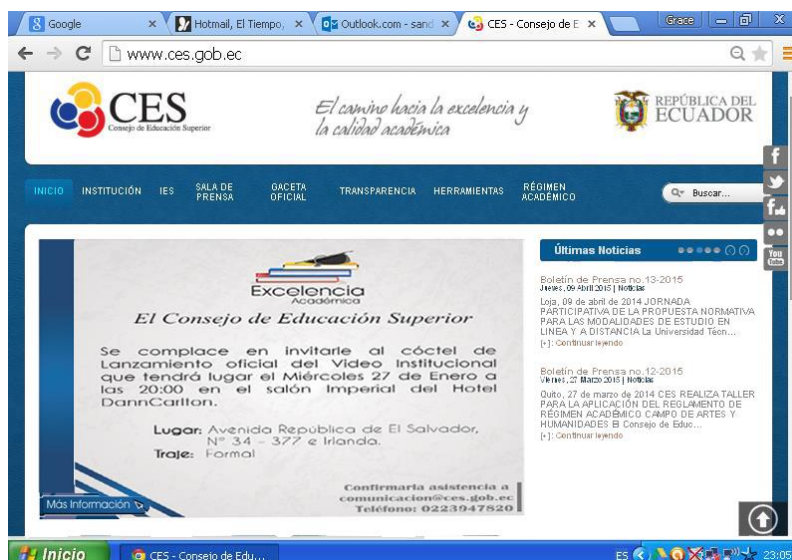 Google
Hotmail, El Tiempo,
Outlook.com - sand
CES - Consejo de E
Grace
www.ces.gob.ec
CES
Consejo de Educación Superior
El camino hacia la excelencia y
la calidad académica
REPÚBLICA DEL
ECUADOR
INICIO
INSTITUCIÓN
IES
SALA DE
PRENSA
GACETA
OFICIAL
TRANSPARENCIA
HERRAMIENTAS
RÉGIMEN
ACADÉMICO
Buscar...
You
Tube
Excelencia
Académica
El Consejo de Educación Superior
Se complace en invitarle al cóctel de
Lanzamiento oficial del Video Institucional
que tendrá lugar el Miércoles 27 de Enero a
las 20:00 en el salón Imperial del Hotel
DannCarlton.
Lugar: Avenida República de El Salvador,
N° 34 - 377 e Irlanda.
Traje: Formal
Confirmarla asistencia a
comunicacion@ces.gob.ec
Teléfono: 0223947820
Más Información
Últimas Noticias
Boletín de Prensa no.13-2015
Jueves, 09 Abril 2015 | Noticias
Loja, 09 de abril de 2014 JORNADA
PARTICIPATIVA DE LA PROPUESTA NORMATIVA
PARA LAS MODALIDADES DE ESTUDIO EN
LINEA Y A DISTANCIA La Universidad Técn...
[+]: Continuar leyendo
Boletín de Prensa no.12-2015
Viernes, 27 Marzo 2015 | Noticias
Quito, 27 de marzo de 2014 CES REALIZA TALLER
PARA LA APLICACIÓN DEL REGLAMENTO DE
RÉGIMEN ACADÉMICO CAMPO DE ARTES Y
HUMANIDADES El Consejo de Educ...
[+]: Continuar leyendo
Inicio
CES - Consejo de Edu...
ES
23:05